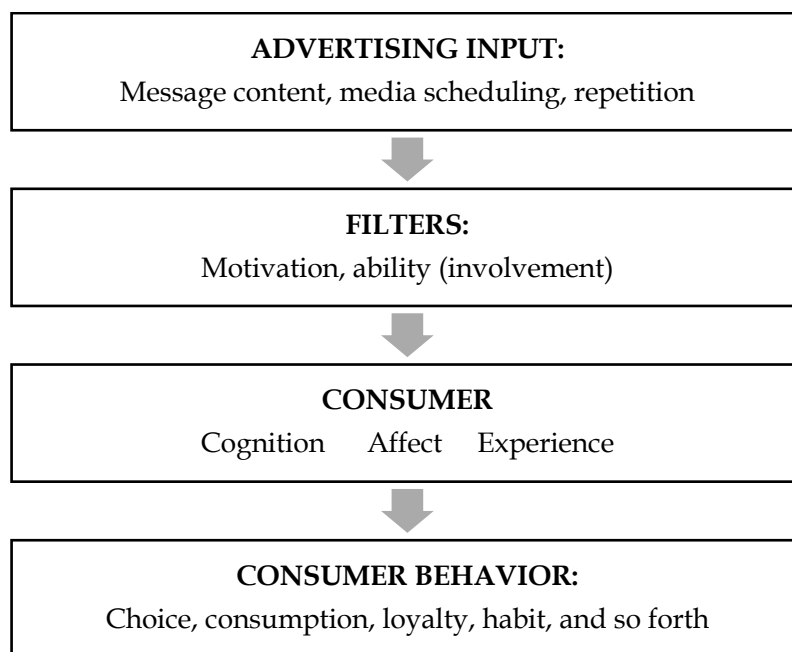 ADVERTISING INPUT:
Message content, media scheduling, repetition
FILTERS:
Motivation, ability (involvement)
CONSUMER
Cognition Affect Experience
CONSUMER BEHAVIOR:
Choice, consumption, loyalty, habit, and so forth